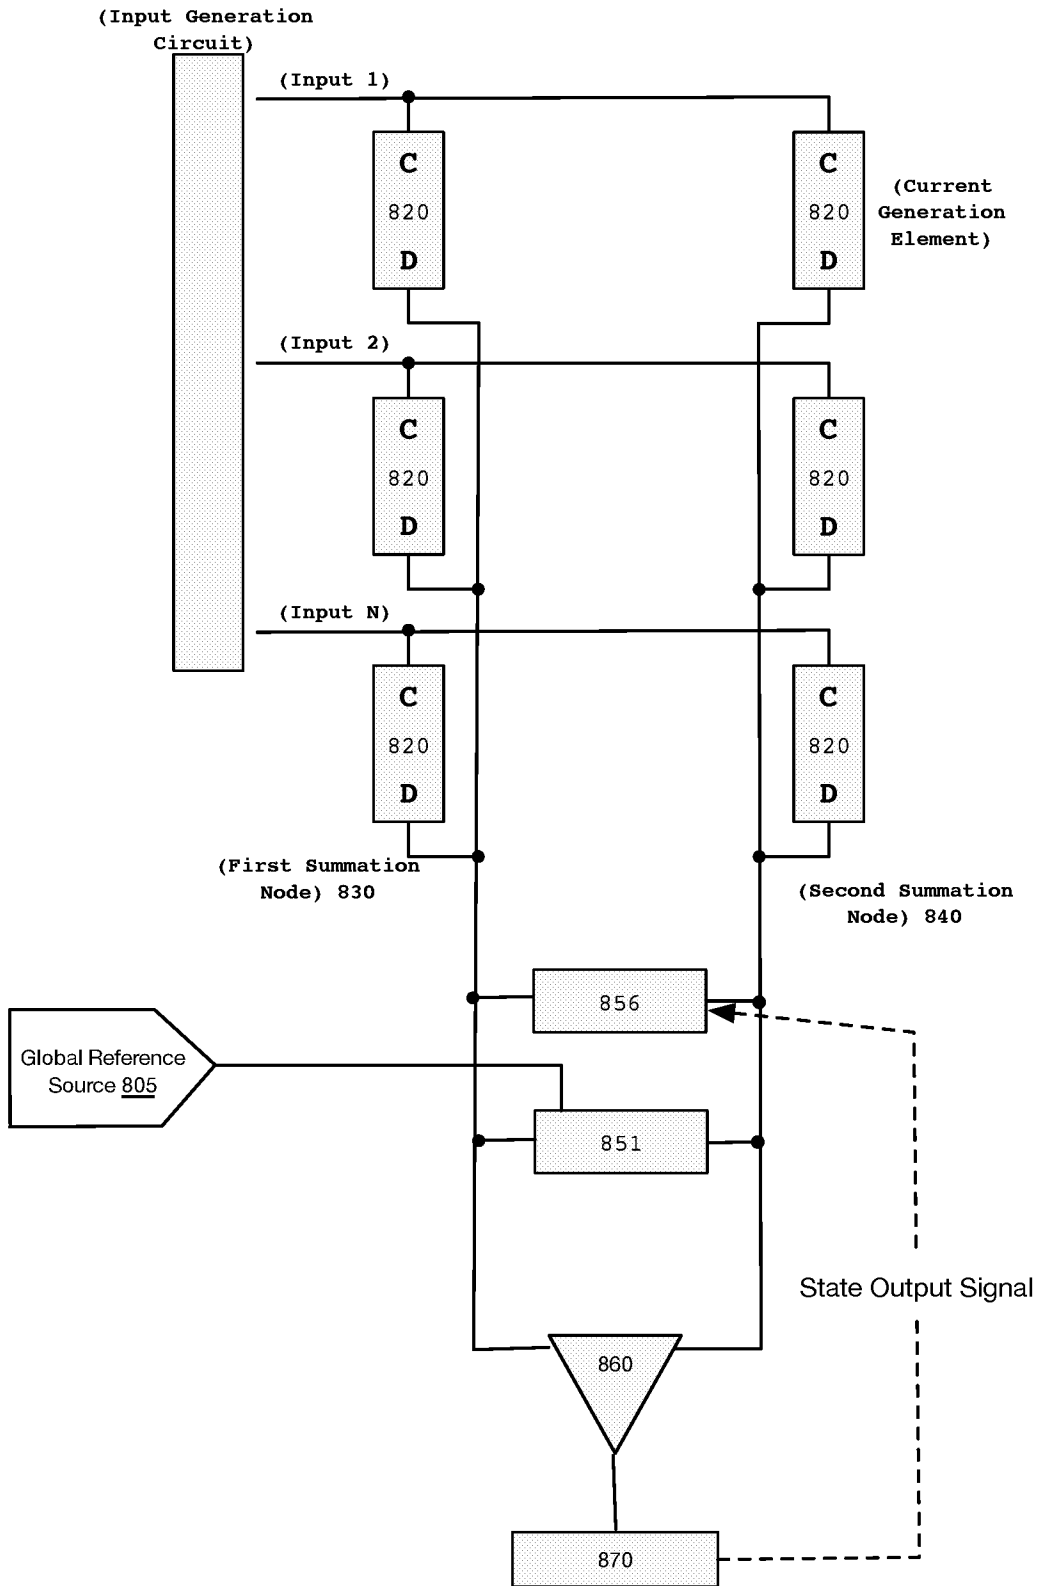 (Input Generation
Circuit)
(Input 1)
C
820
D
C
820
D
(Current
Generation
Element)
(Input 2)
C
820
D
C
820
D
(Input N)
C
820
D
C
820
D
(First Summation
Node) 830
(Second Summation
Node) 840
856
Global Reference
Source 805
851
State Output Signal
860
870